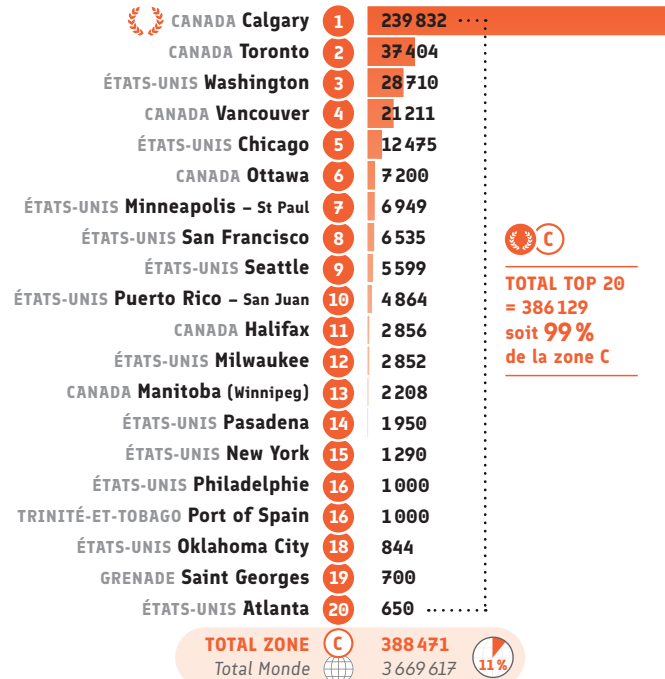 CANADA Calgary 1 239 832
CANADA Toronto 2 37 404
ÉTATS-UNIS Washington 3 28 710
CANADA Vancouver 4 21 211
ÉTATS-UNIS Chicago 5 12 475
CANADA Ottawa 6 7 200
ÉTATS-UNIS Minneapolis – St Paul 7 6 949
ÉTATS-UNIS San Francisco 8 6 535
ÉTATS-UNIS Seattle 9 5 599
ÉTATS-UNIS Puerto Rico – San Juan 10 4 864
CANADA Halifax 11 2 856
ÉTATS-UNIS Milwaukee 12 2 852
CANADA Manitoba (Winnipeg) 13 2 208
ÉTATS-UNIS Pasadena 14 1 950
ÉTATS-UNIS New York 15 1 290
ÉTATS-UNIS Philadelphie 16 1 000
TRINITÉ-ET-TOBAGO Port of Spain 16 1 000
ÉTATS-UNIS Oklahoma City 18 844
GRENADE Saint Georges 19 700
ÉTATS-UNIS Atlanta 20 650
C
TOTAL TOP 20
= 386 129
soit 99 %
de la zone C
TOTAL ZONE C 388 471
Total Monde 3 669 617
11 %